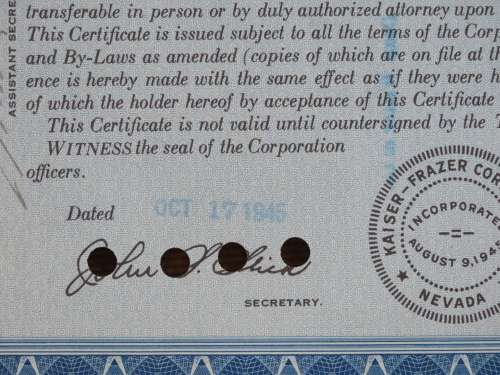 transferable in person or by duly authorized attorney upon
This Certificate is issued subject to all the terms of the Corp
and By-Laws as amended (copies of which are on file at th
ence is hereby made with the same effect as if they were h
of which the holder hereof by acceptance of this Certificate
This Certificate is not valid until countersigned by the T
WITNESS the seal of the Corporation
officers.
Dated OCT 17 1945
John
SECRETARY.
ASSISTANT SECRE
KAISER-FRAZER COR
INCORPORATE
AUGUST 9, 194
NEVADA